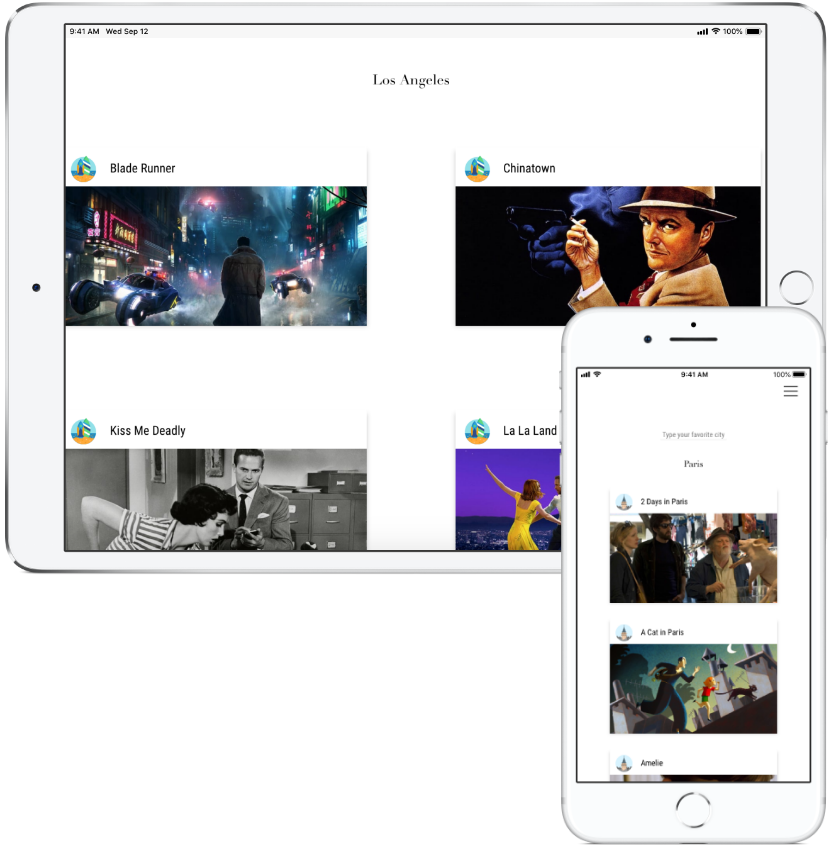 9:41 AM Wed Sep 12
100%
Los Angeles
Blade Runner
Chinatown
Kiss Me Deadly
La La Land
9:41 AM
100%
Type your favorite city
Paris
2 Days in Paris
A Cat in Paris
Amelie